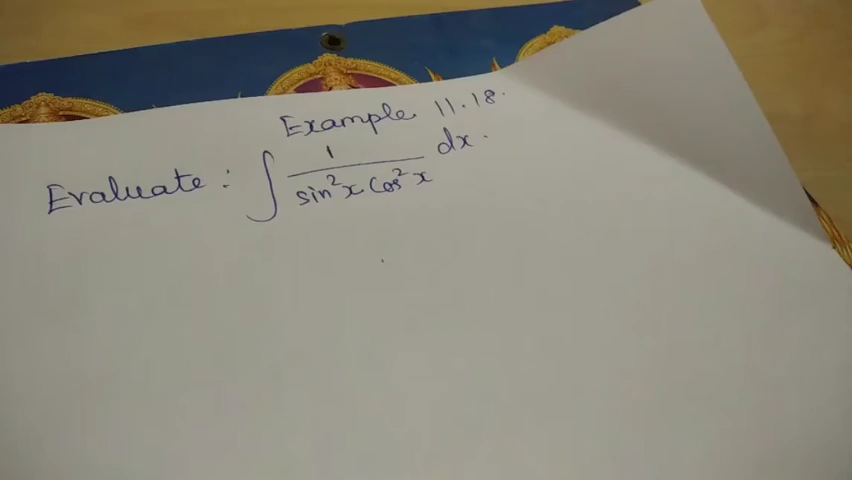 Example 11.18.
Evaluate : ∫ 1/(sin²x cos²x) dx.